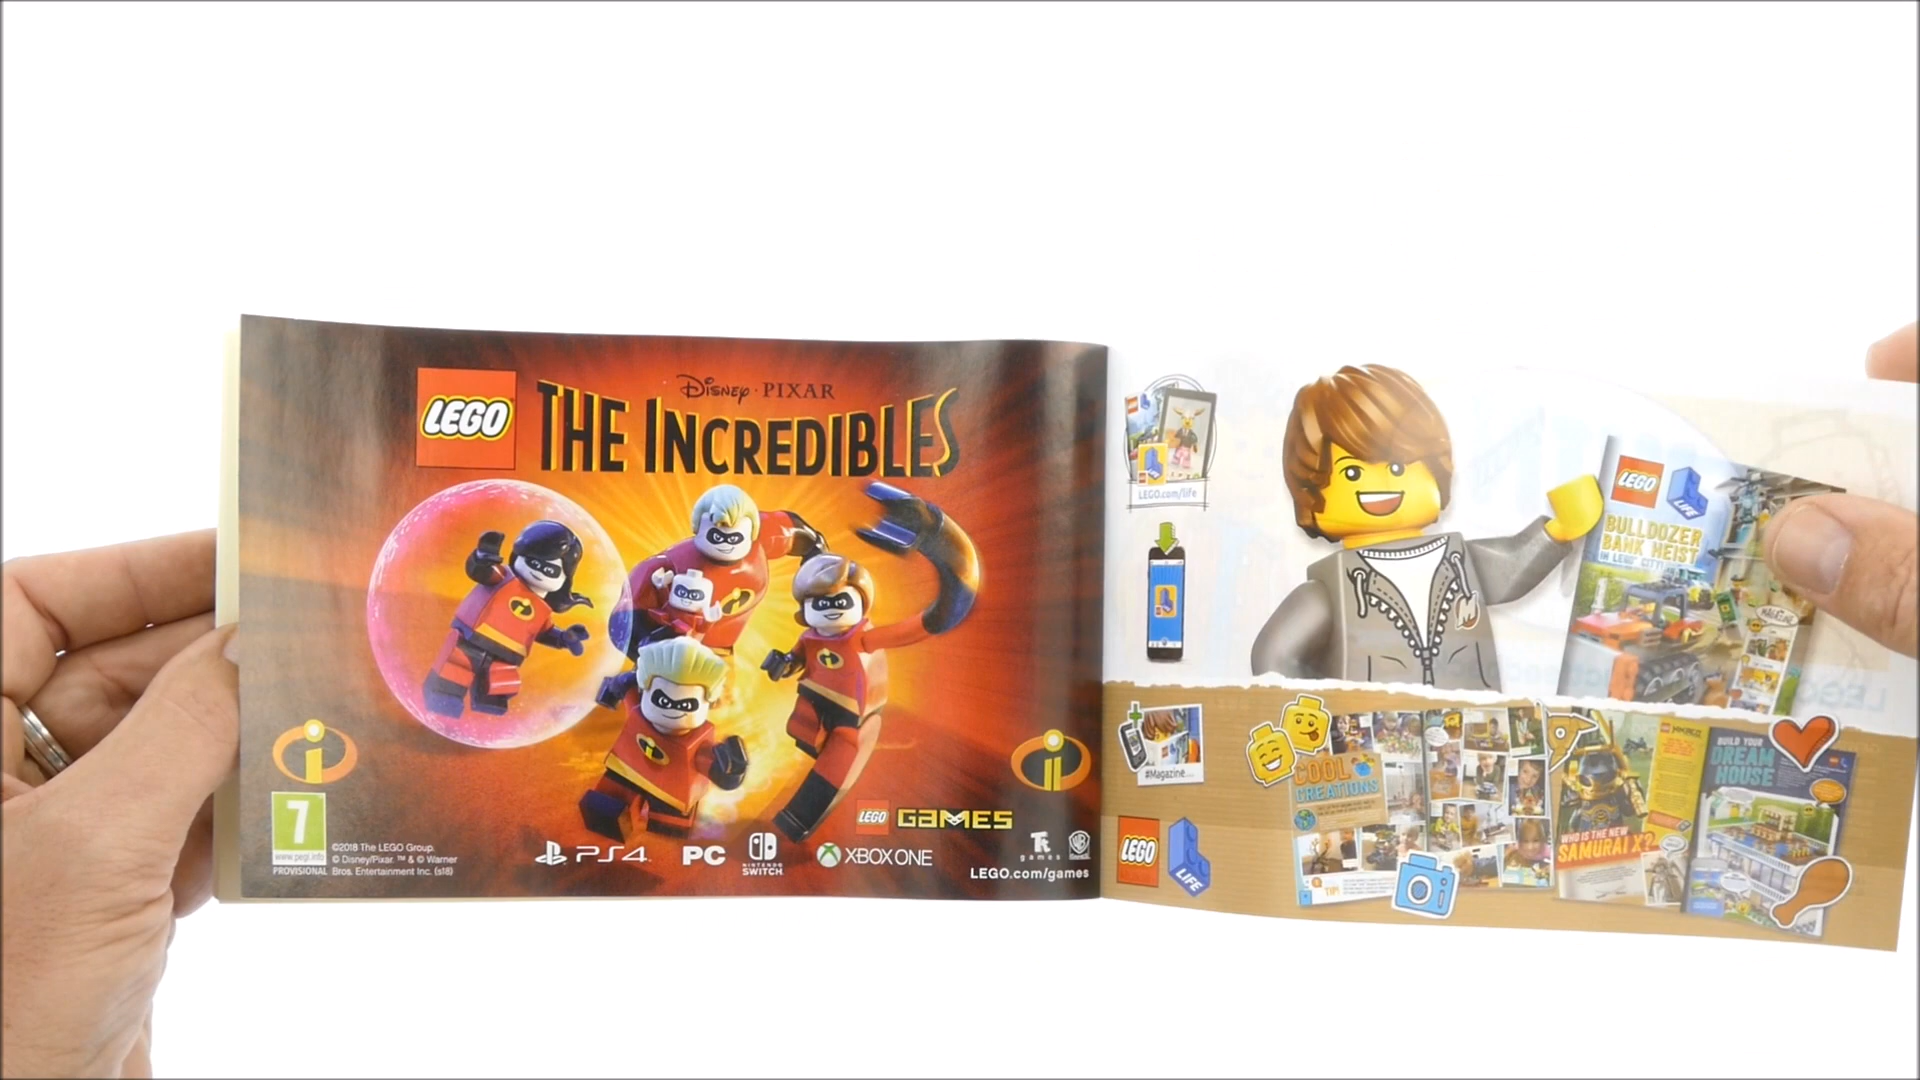 Disney · PIXAR
LEGO
THE INCREDIBLES
7
www.pegi.info
PROVISIONAL
©2018 The LEGO Group.
© Disney/Pixar. ™ & © Warner
Bros. Entertainment Inc. (s18)
PS4
PC
NINTENDO
SWITCH
XBOX ONE
LEGO GAMES
games
LEGO.com/games
LEGO.com/life
LEGO LIFE
BULLDOZER
BANK HEIST
IN LEGO® CITY!
#Magazine...
LEGO LIFE
COOL
CREATIONS
TIP!
WHO IS THE NEW
SAMURAI X?
BUILD YOUR
DREAM
HOUSE